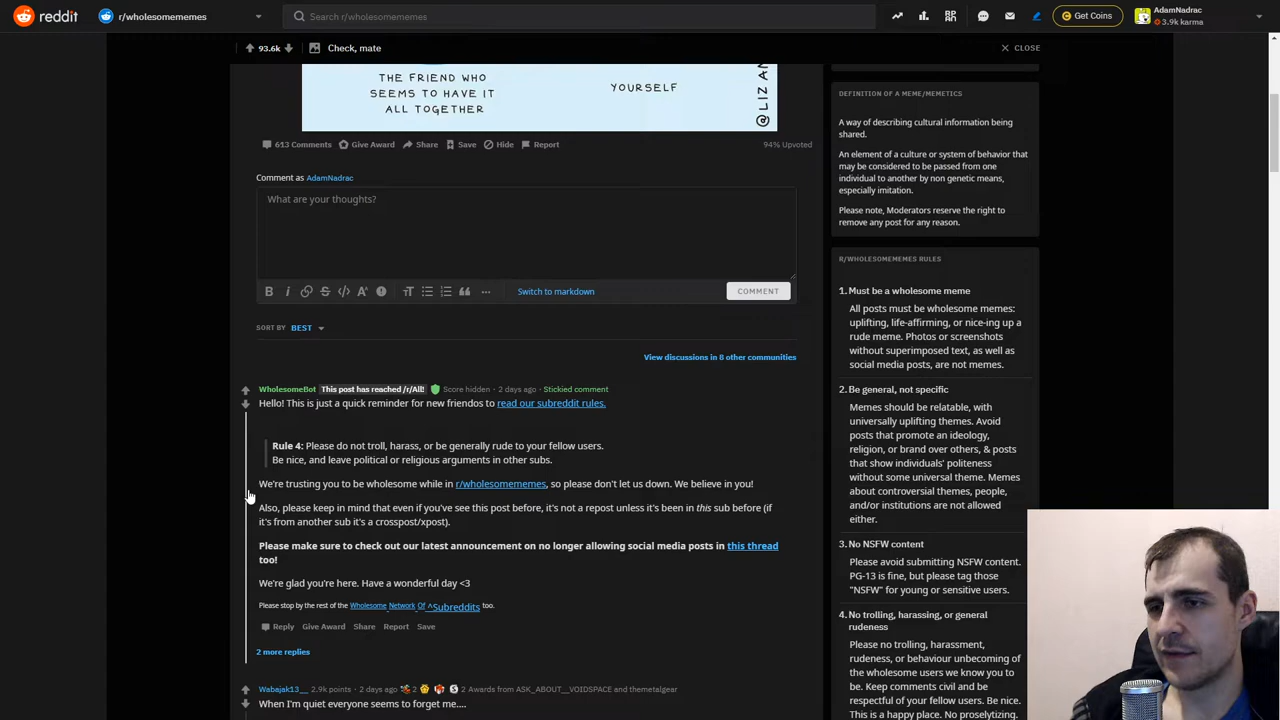 reddit
r/wholesomememes
Search r/wholesomememes
Get Coins
AdamNadrac
3.9k karma
93.6k
Check, mate
CLOSE
THE FRIEND WHO
SEEMS TO HAVE IT
ALL TOGETHER
YOURSELF
613 Comments
Give Award
Share
Save
Hide
Report
94% Upvoted
Comment as AdamNadrac
What are your thoughts?
Switch to markdown
COMMENT
SORT BY BEST
View discussions in 8 other communities
WholesomeBot This post has reached /r/All! Score hidden · 2 days ago · Stickied comment
Hello! This is just a quick reminder for new friendos to read our subreddit rules.
Rule 4: Please do not troll, harass, or be generally rude to your fellow users.
Be nice, and leave political or religious arguments in other subs.
We're trusting you to be wholesome while in r/wholesomememes, so please don't let us down. We believe in you!
Also, please keep in mind that even if you've see this post before, it's not a repost unless it's been in this sub before (if
it's from another sub it's a crosspost/xpost).
Please make sure to check out our latest announcement on no longer allowing social media posts in this thread
too!
We're glad you're here. Have a wonderful day <3
Please stop by the rest of the Wholesome Network Of ^Subreddits too.
Reply Give Award Share Report Save
2 more replies
Wabajak13__ 2.9k points · 2 days ago 2 2 Awards from ASK_ABOUT__VOIDSPACE and themetalgear
When I'm quiet everyone seems to forget me....
DEFINITION OF A MEME/MEMETICS
A way of describing cultural information being
shared.
An element of a culture or system of behavior that
may be considered to be passed from one
individual to another by non genetic means,
especially imitation.
Please note, Moderators reserve the right to
remove any post for any reason.
R/WHOLESOMEMEMES RULES
1. Must be a wholesome meme
All posts must be wholesome memes:
uplifting, life-affirming, or nice-ing up a
rude meme. Photos or screenshots
without superimposed text, as well as
social media posts, are not memes.
2. Be general, not specific
Memes should be relatable, with
universally uplifting themes. Avoid
posts that promote an ideology,
religion, or brand over others, & posts
that show individuals' politeness
without some universal theme. Memes
about controversial themes, people,
and/or institutions are not allowed
either.
3. No NSFW content
Please avoid submitting NSFW content.
PG-13 is fine, but please tag those
"NSFW" for young or sensitive users.
4. No trolling, harassing, or general
rudeness
Please no trolling, harassment,
rudeness, or behaviour unbecoming of
the wholesome users we know you to
be. Keep comments civil and be
respectful of your fellow users. Be nice.
This is a happy place. No proselytizing.